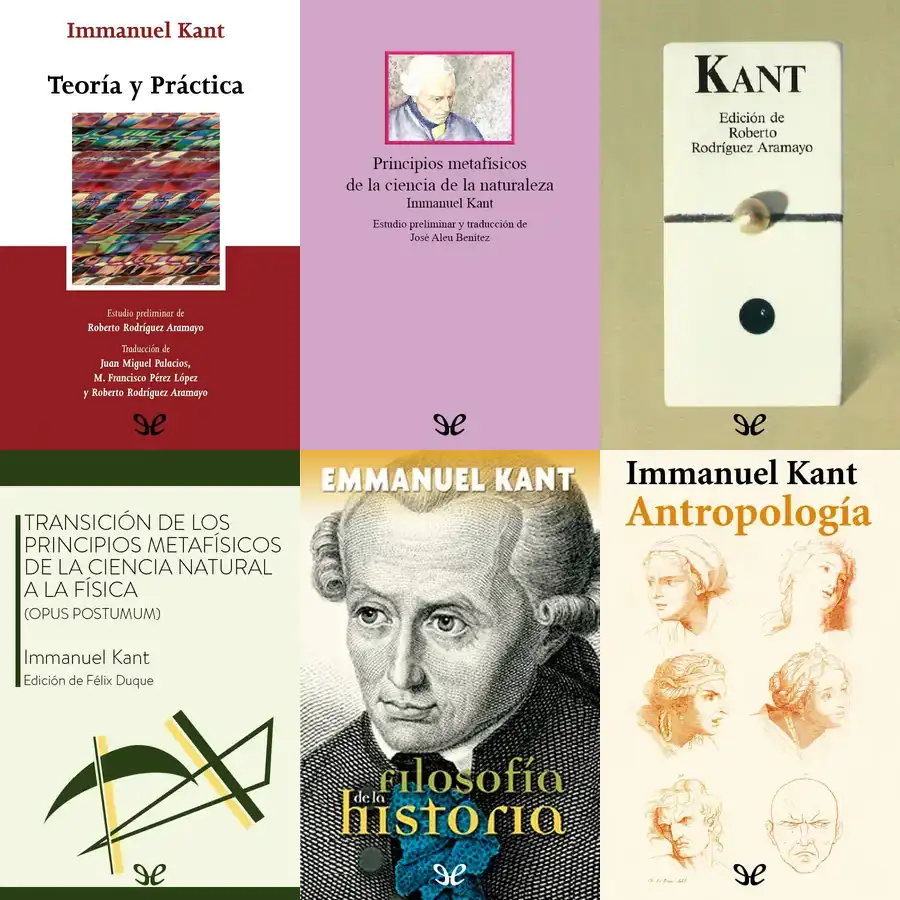 Immanuel Kant
Teoría y Práctica
Estudio preliminar de
Roberto Rodríguez Aramayo
Traducción de
Juan Miguel Palacios,
M. Francisco Pérez López
y Roberto Rodríguez Aramayo
Principios metafísicos
de la ciencia de la naturaleza
Immanuel Kant
Estudio preliminar y traducción de
José Aleu Benítez
KANT
Edición de
Roberto
Rodríguez Aramayo
TRANSICIÓN DE LOS
PRINCIPIOS METAFÍSICOS
DE LA CIENCIA NATURAL
A LA FÍSICA
(OPUS POSTUMUM)
Immanuel Kant
Edición de Félix Duque
EMMANUEL KANT
Filosofía
de la
historia
Immanuel Kant
Antropología